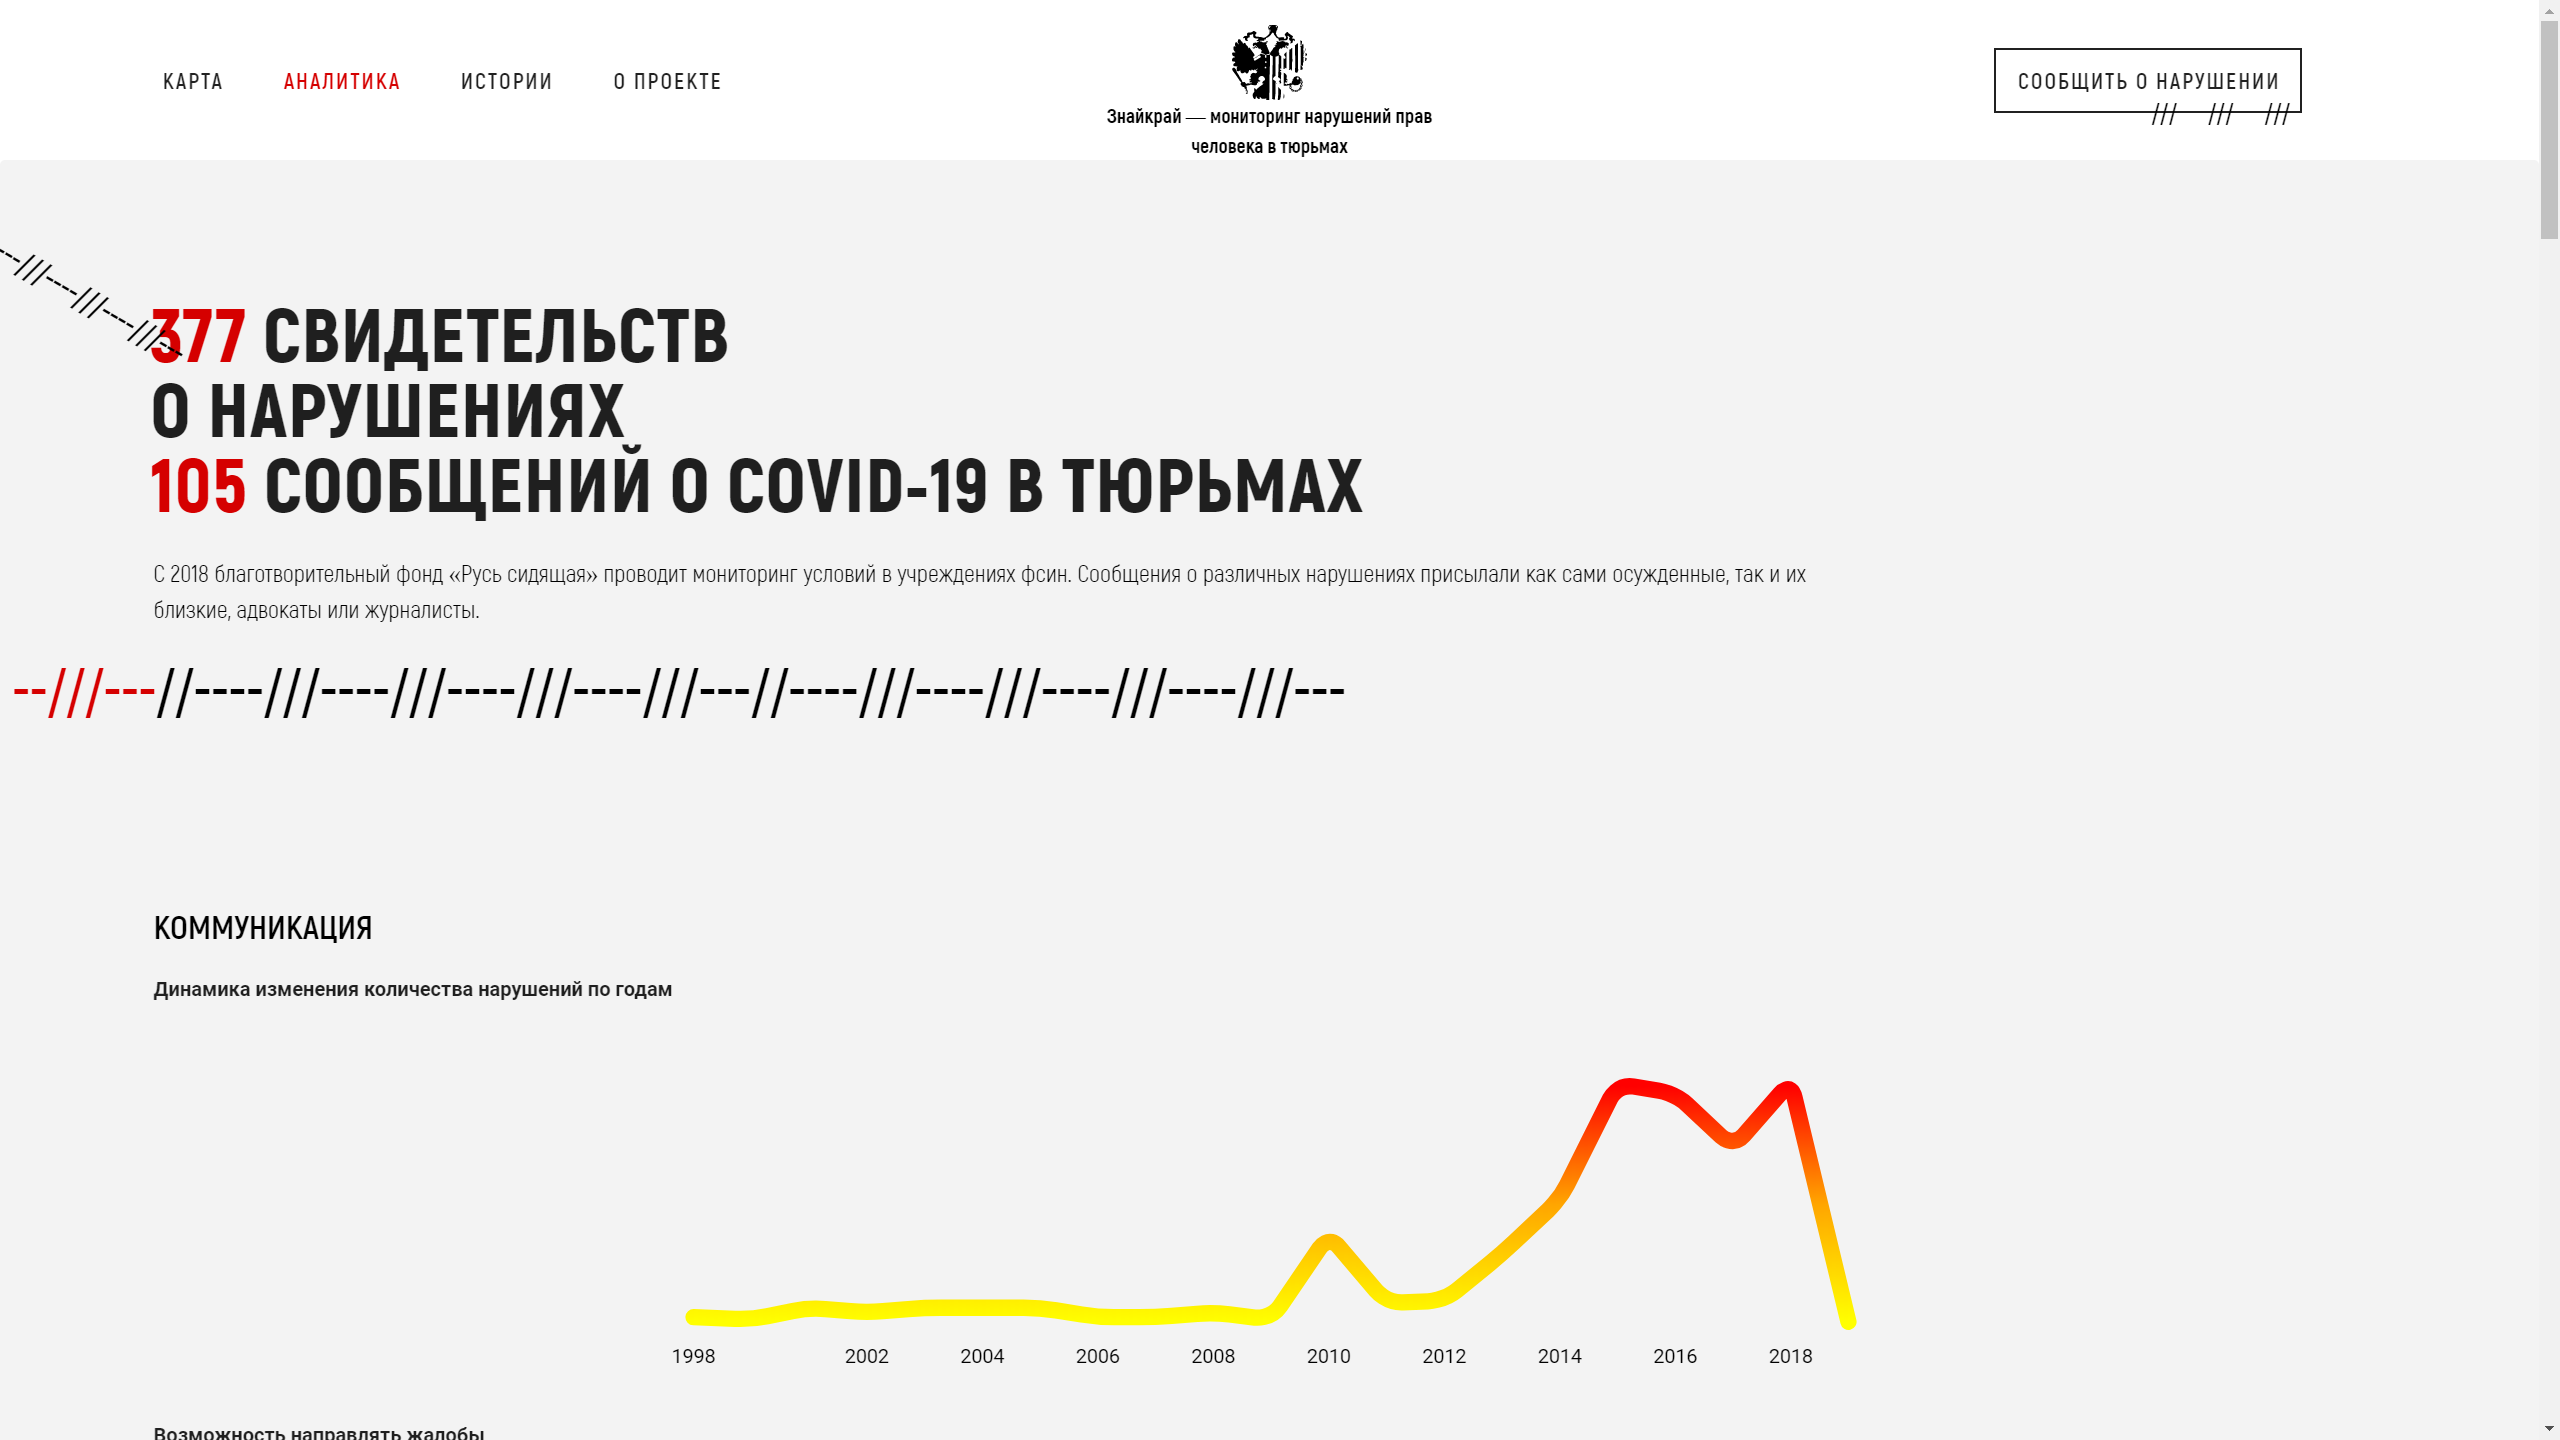 КАРТА
АНАЛИТИКА
ИСТОРИИ
О ПРОЕКТЕ
Знайкрай — мониторинг нарушений прав
человека в тюрьмах
СООБЩИТЬ О НАРУШЕНИИ
/// /// ///
----///----///----///---
377 СВИДЕТЕЛЬСТВ
О НАРУШЕНИЯХ
105 СООБЩЕНИЙ О COVID-19 В ТЮРЬМАХ
С 2018 благотворительный фонд «Русь сидящая» проводит мониторинг условий в учреждениях фсин. Сообщения о различных нарушениях присылали как сами осужденные, так и их
близкие, адвокаты или журналисты.
--///---//----///----///----///----///---//----///----///----///----///---
КОММУНИКАЦИЯ
Динамика изменения количества нарушений по годам
1998 2002 2004 2006 2008 2010 2012 2014 2016 2018
Возможность направлять жалобы